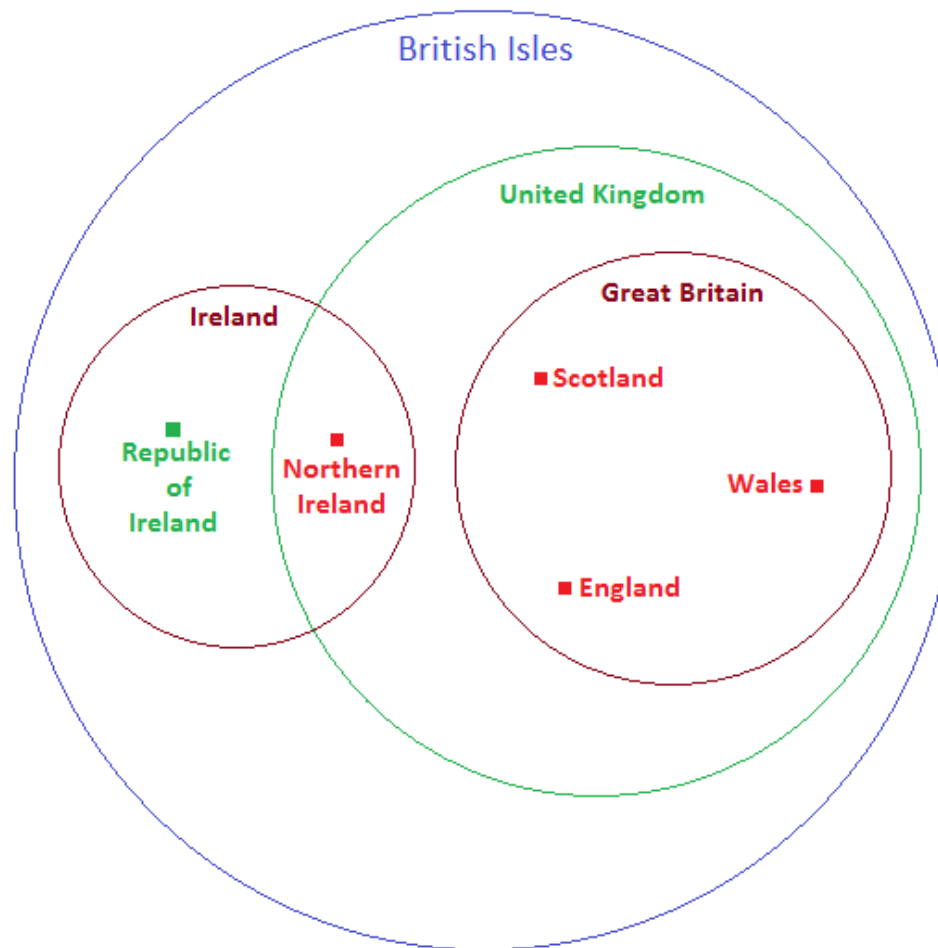 British Isles
United Kingdom
Great Britain
Ireland
Scotland
Republic
of
Ireland
Northern
Ireland
Wales
England